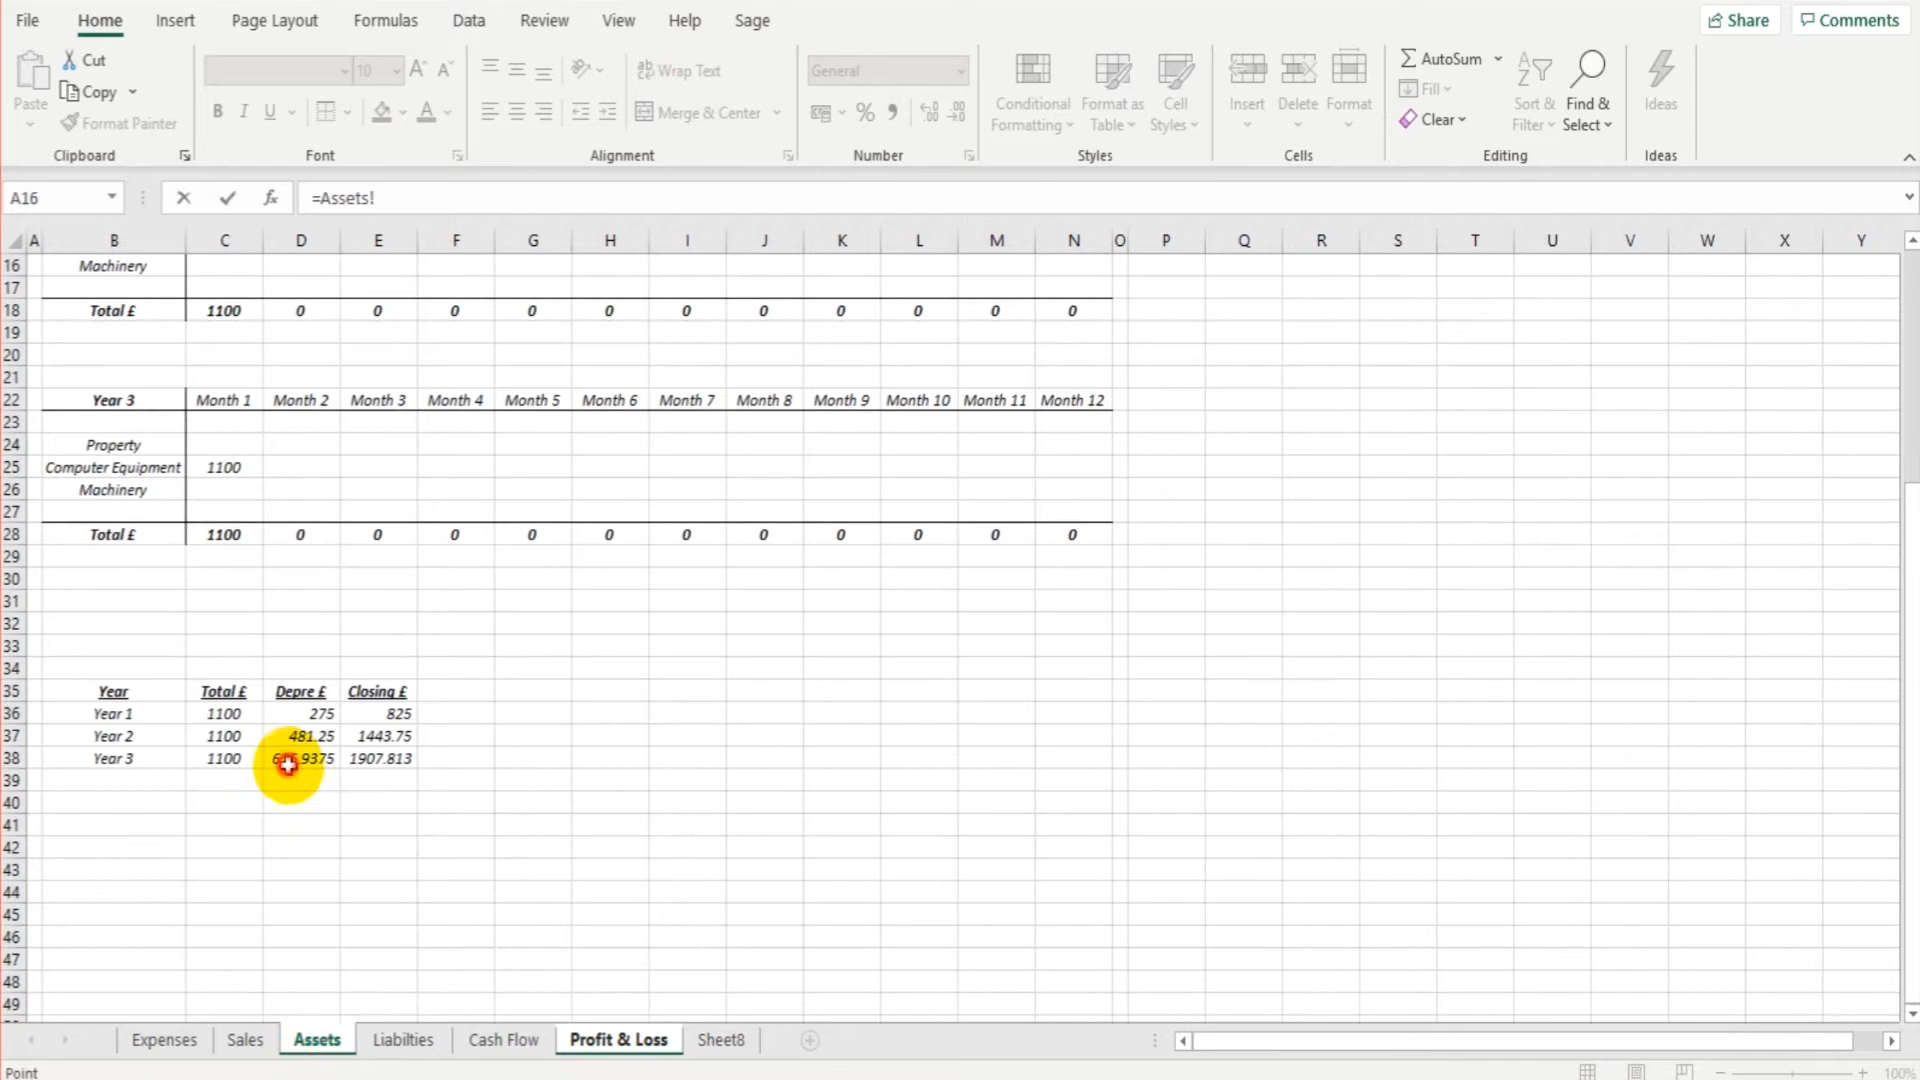 File Home Insert Page Layout Formulas Data Review View Help Sage Share Comments
Paste Cut Copy Format Painter Clipboard
10 A A B I U A Font
Wrap Text Merge & Center Alignment
General % Number
Conditional Formatting Format as Table Cell Styles Styles
Insert Delete Format Cells
AutoSum Fill Clear Sort & Filter Find & Select Editing
Ideas Ideas
A16 fx =Assets!
A B C D E F G H I J K L M N O P Q R S T U V W X Y
16 Machinery
17
18 Total £ 1100 0 0 0 0 0 0 0 0 0 0 0
19
20
21
22 Year 3 Month 1 Month 2 Month 3 Month 4 Month 5 Month 6 Month 7 Month 8 Month 9 Month 10 Month 11 Month 12
23
24 Property
25 Computer Equipment 1100
26 Machinery
27
28 Total £ 1100 0 0 0 0 0 0 0 0 0 0 0
29
30
31
32
33
34
35 Year Total £ Depre £ Closing £
36 Year 1 1100 275 825
37 Year 2 1100 481.25 1443.75
38 Year 3 1100 1907.813
39
40
41
42
43
44
45
46
47
48
49
Expenses Sales Assets Liabilties Cash Flow Profit & Loss Sheet8
Point 100%